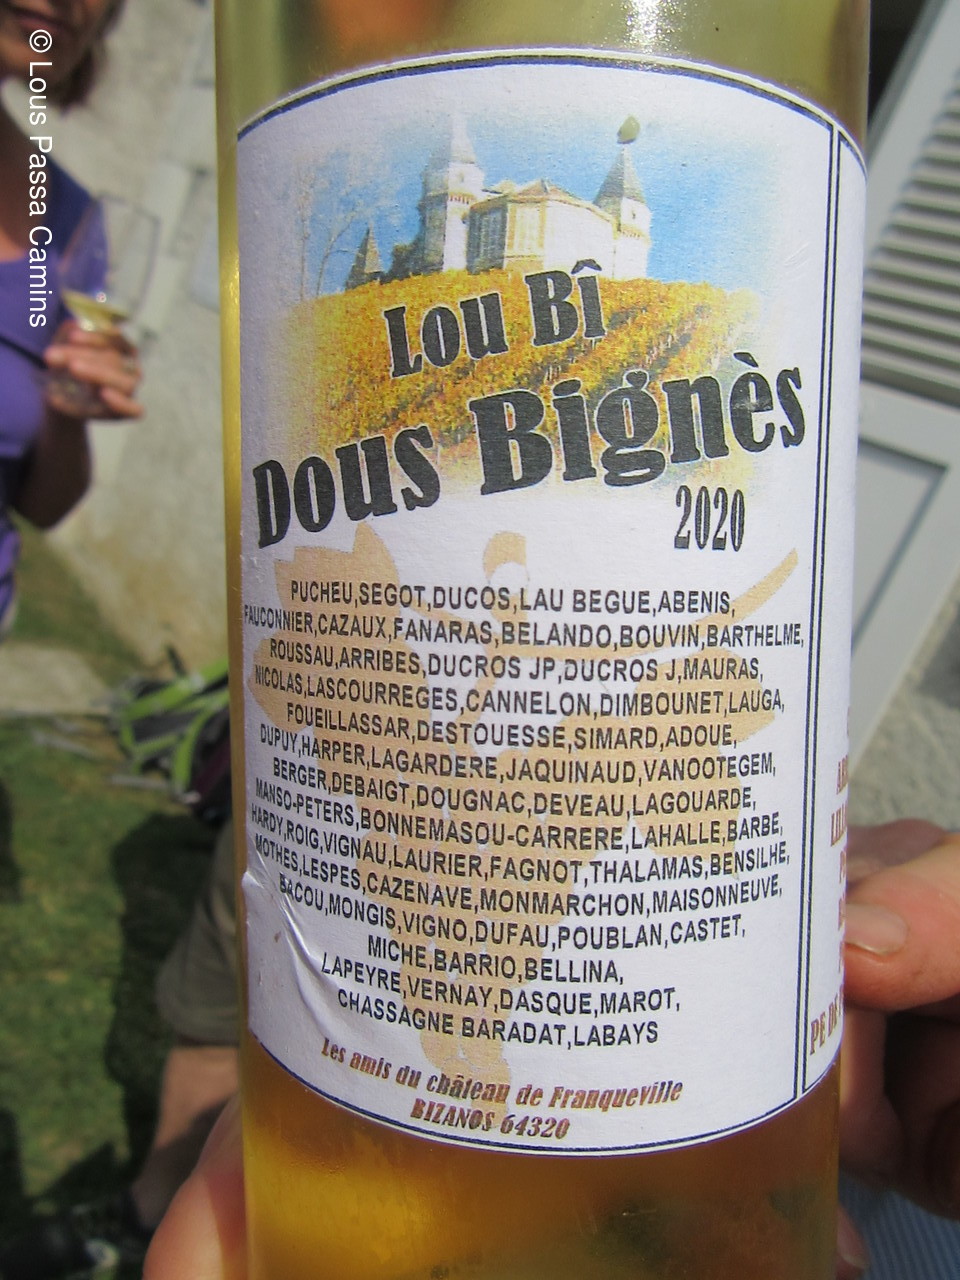 © Lous Passa Camins
Lou Bî
Dous Bignès
2020
PUCHEU,SEGOT,DUCOS,LAU BEGUE,ABENIS,
FAUCONNIER,CAZAUX,FANARAS,BELANDO,BOUVIN,BARTHELME,
ROUSSAU,ARRIBES,DUCROS JP,DUCROS J,MAURAS,
NICOLAS,LASCOURREGES,CANNELON,DIMBOUNET,LAUGA,
FOUEILLASSAR,DESTOUESSE,SIMARD,ADOUE,
DUPUY,HARPER,LAGARDERE,JAQUINAUD,VANOOTEGEM,
BERGER,DEBAIGT,DOUGNAC,DEVEAU,LAGOUARDE,
MANSO-PETERS,BONNEMASOU-CARRERE,LAHALLE,BARBE,
HARDY,ROIG,VIGNAU,LAURIER,FAGNOT,THALAMAS,BENSILHE,
MOTHES,LESPES,CAZENAVE,MONMARCHON,MAISONNEUVE,
BACOU,MONGIS,VIGNO,DUFAU,POUBLAN,CASTET,
MICHE,BARRIO,BELLINA,
LAPEYRE,VERNAY,DASQUE,MAROT,
CHASSAGNE BARADAT,LABAYS
Les amis du château de Franqueville
BIZANOS 64320
PE DE